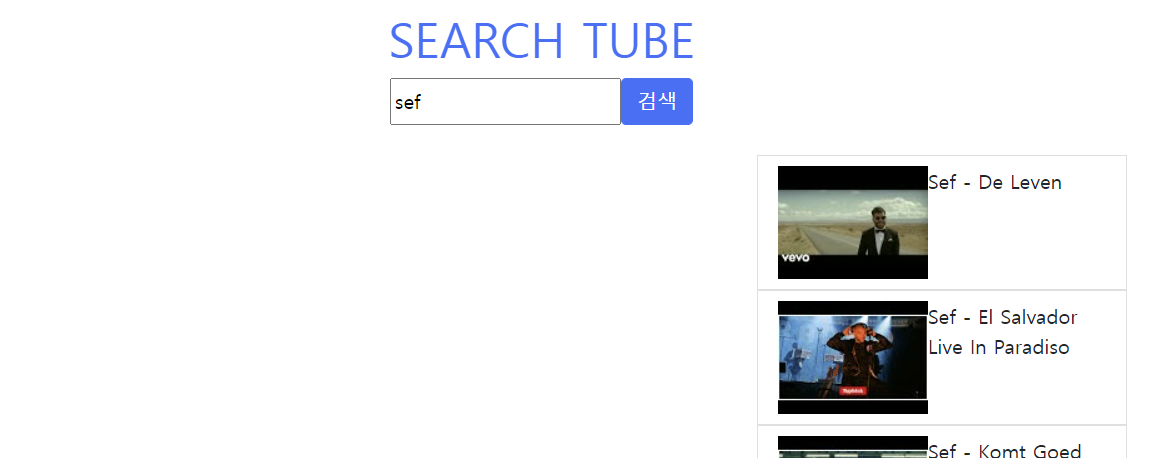 SEARCH TUBE
sef
검색
Sef - De Leven
vevo
Sef - El Salvador
Live In Paradiso
Sef - Komt Goed